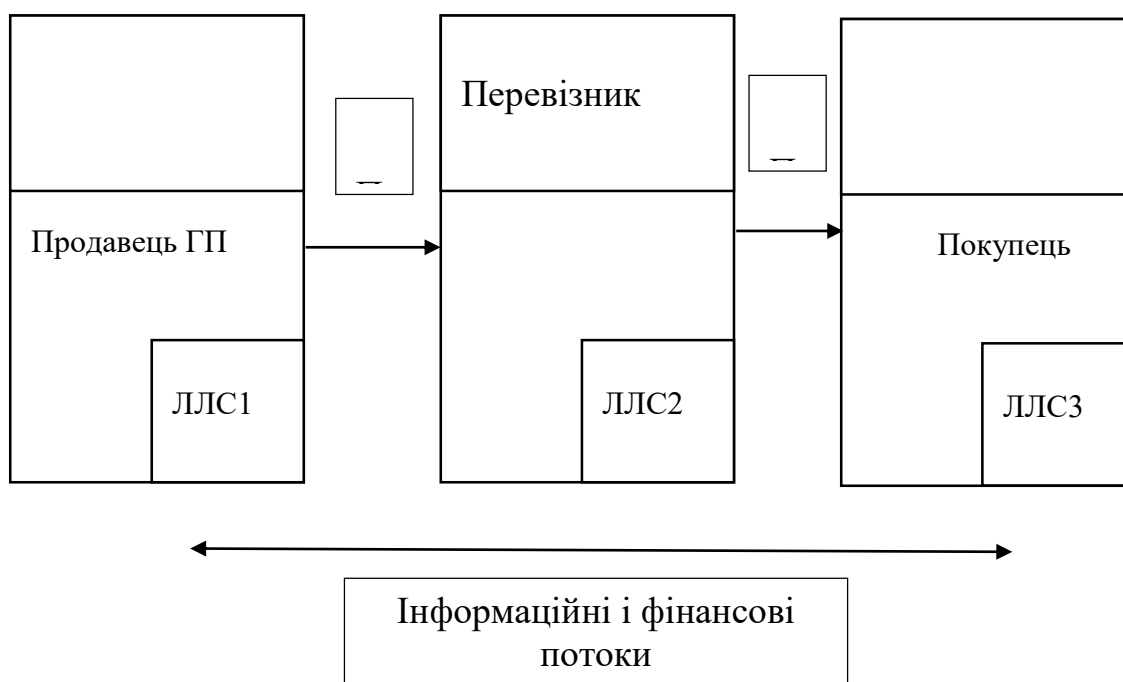 Перевізник
Продавець ГП
Покупець
ЛЛС1
ЛЛС2
ЛЛС3
Інформаційні і фінансові
потоки